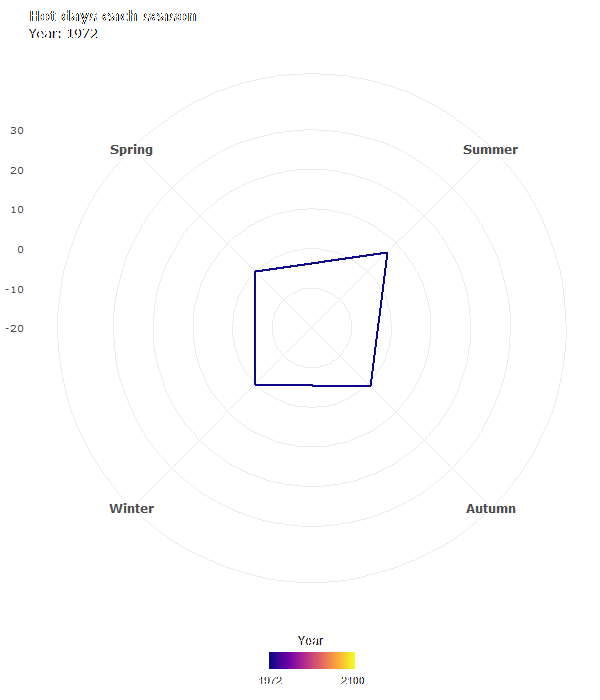 Hot days each season
Year: 1972
30
Spring
Summer
20
10
0
-10
-20
Winter
Autumn
Year
1972
2100